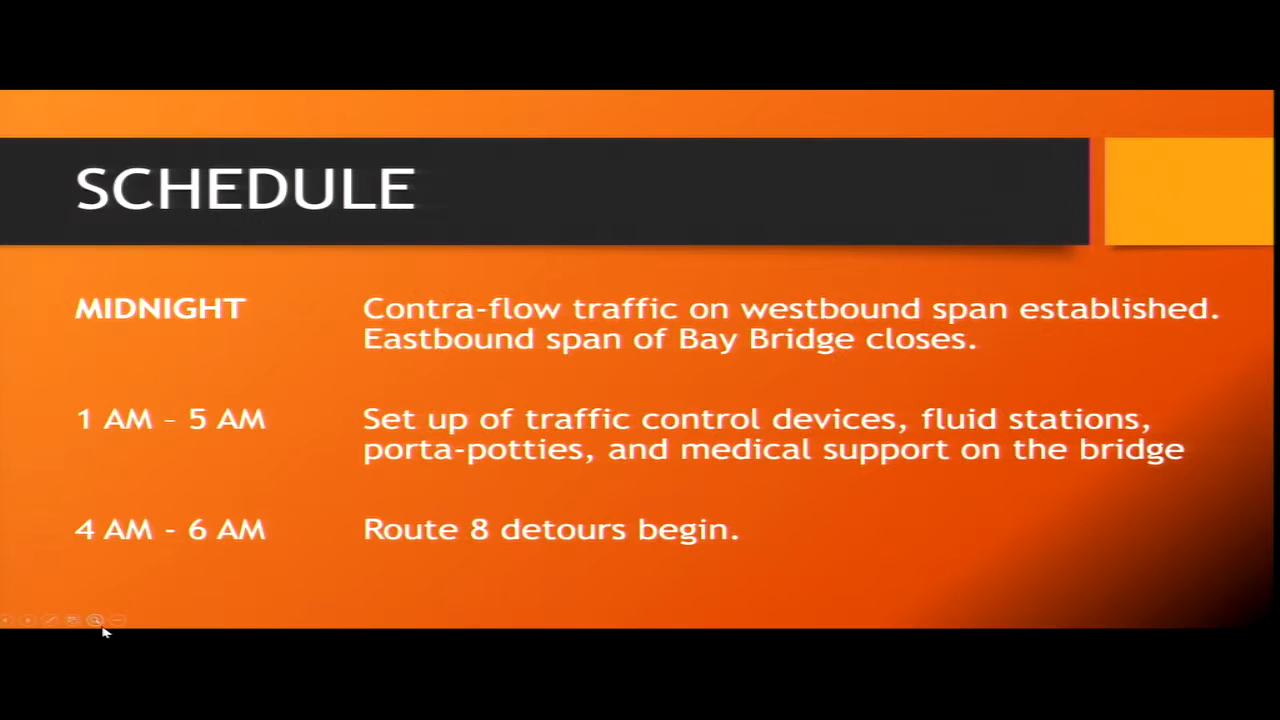 SCHEDULE
MIDNIGHT Contra-flow traffic on westbound span established.
Eastbound span of Bay Bridge closes.
1 AM – 5 AM Set up of traffic control devices, fluid stations,
porta-potties, and medical support on the bridge
4 AM - 6 AM Route 8 detours begin.